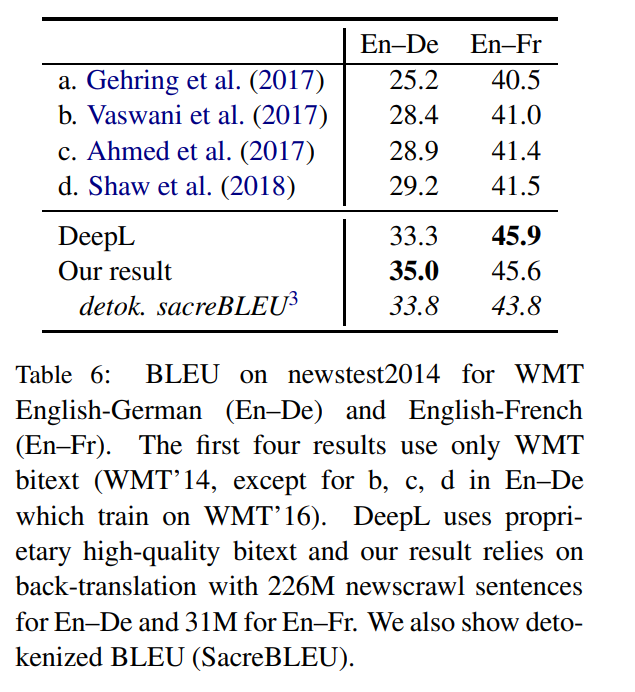 En–De En–Fr
a. Gehring et al. (2017) 25.2 40.5
b. Vaswani et al. (2017) 28.4 41.0
c. Ahmed et al. (2017) 28.9 41.4
d. Shaw et al. (2018) 29.2 41.5
DeepL 33.3 45.9
Our result 35.0 45.6
detok. sacreBLEU3 33.8 43.8
Table 6: BLEU on newstest2014 for WMT
English-German (En–De) and English-French
(En–Fr). The first four results use only WMT
bitext (WMT’14, except for b, c, d in En–De
which train on WMT’16). DeepL uses propri-
etary high-quality bitext and our result relies on
back-translation with 226M newscrawl sentences
for En–De and 31M for En–Fr. We also show deto-
kenized BLEU (SacreBLEU).